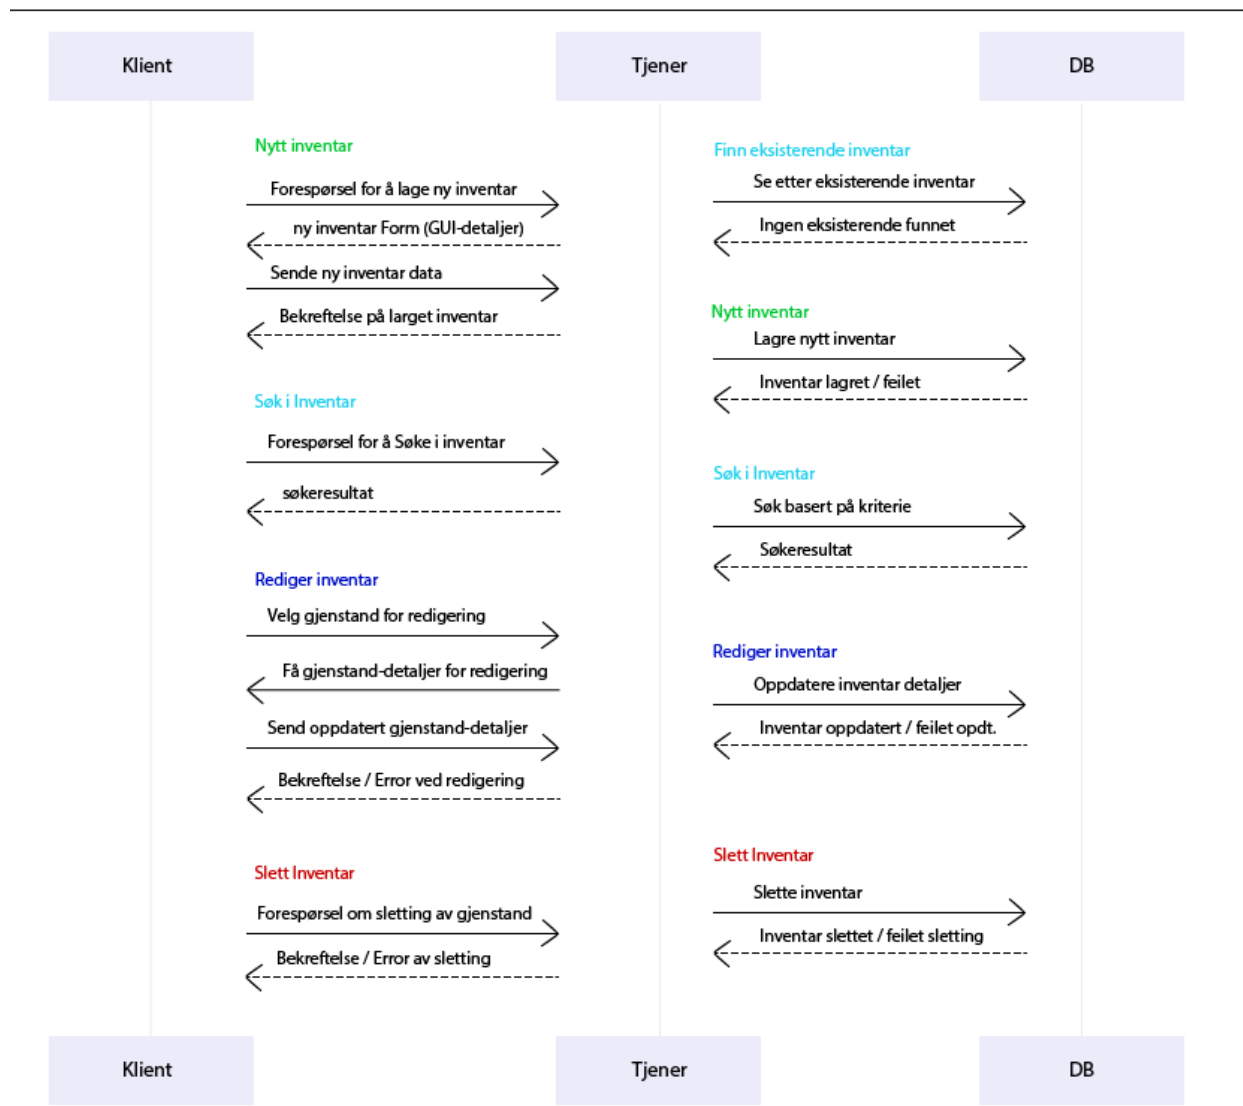 Klient
Tjener
DB
Nytt inventar
Forespørsel for å lage ny inventar
ny inventar Form (GUI-detaljer)
Sende ny inventar data
Bekreftelse på larget inventar
Søk i Inventar
Forespørsel for å Søke i inventar
søkeresultat
Rediger inventar
Velg gjenstand for redigering
Få gjenstand-detaljer for redigering
Send oppdatert gjenstand-detaljer
Bekreftelse / Error ved redigering
Slett Inventar
Forespørsel om sletting av gjenstand
Bekreftelse / Error av sletting
Finn eksisterende inventar
Se etter eksisterende inventar
Ingen eksisterende funnet
Nytt inventar
Lagre nytt inventar
Inventar lagret / feilet
Søk i Inventar
Søk basert på kriterie
Søkeresultat
Rediger inventar
Oppdatere inventar detaljer
Inventar oppdatert / feilet opdt.
Slett Inventar
Slette inventar
Inventar slettet / feilet sletting
Klient
Tjener
DB